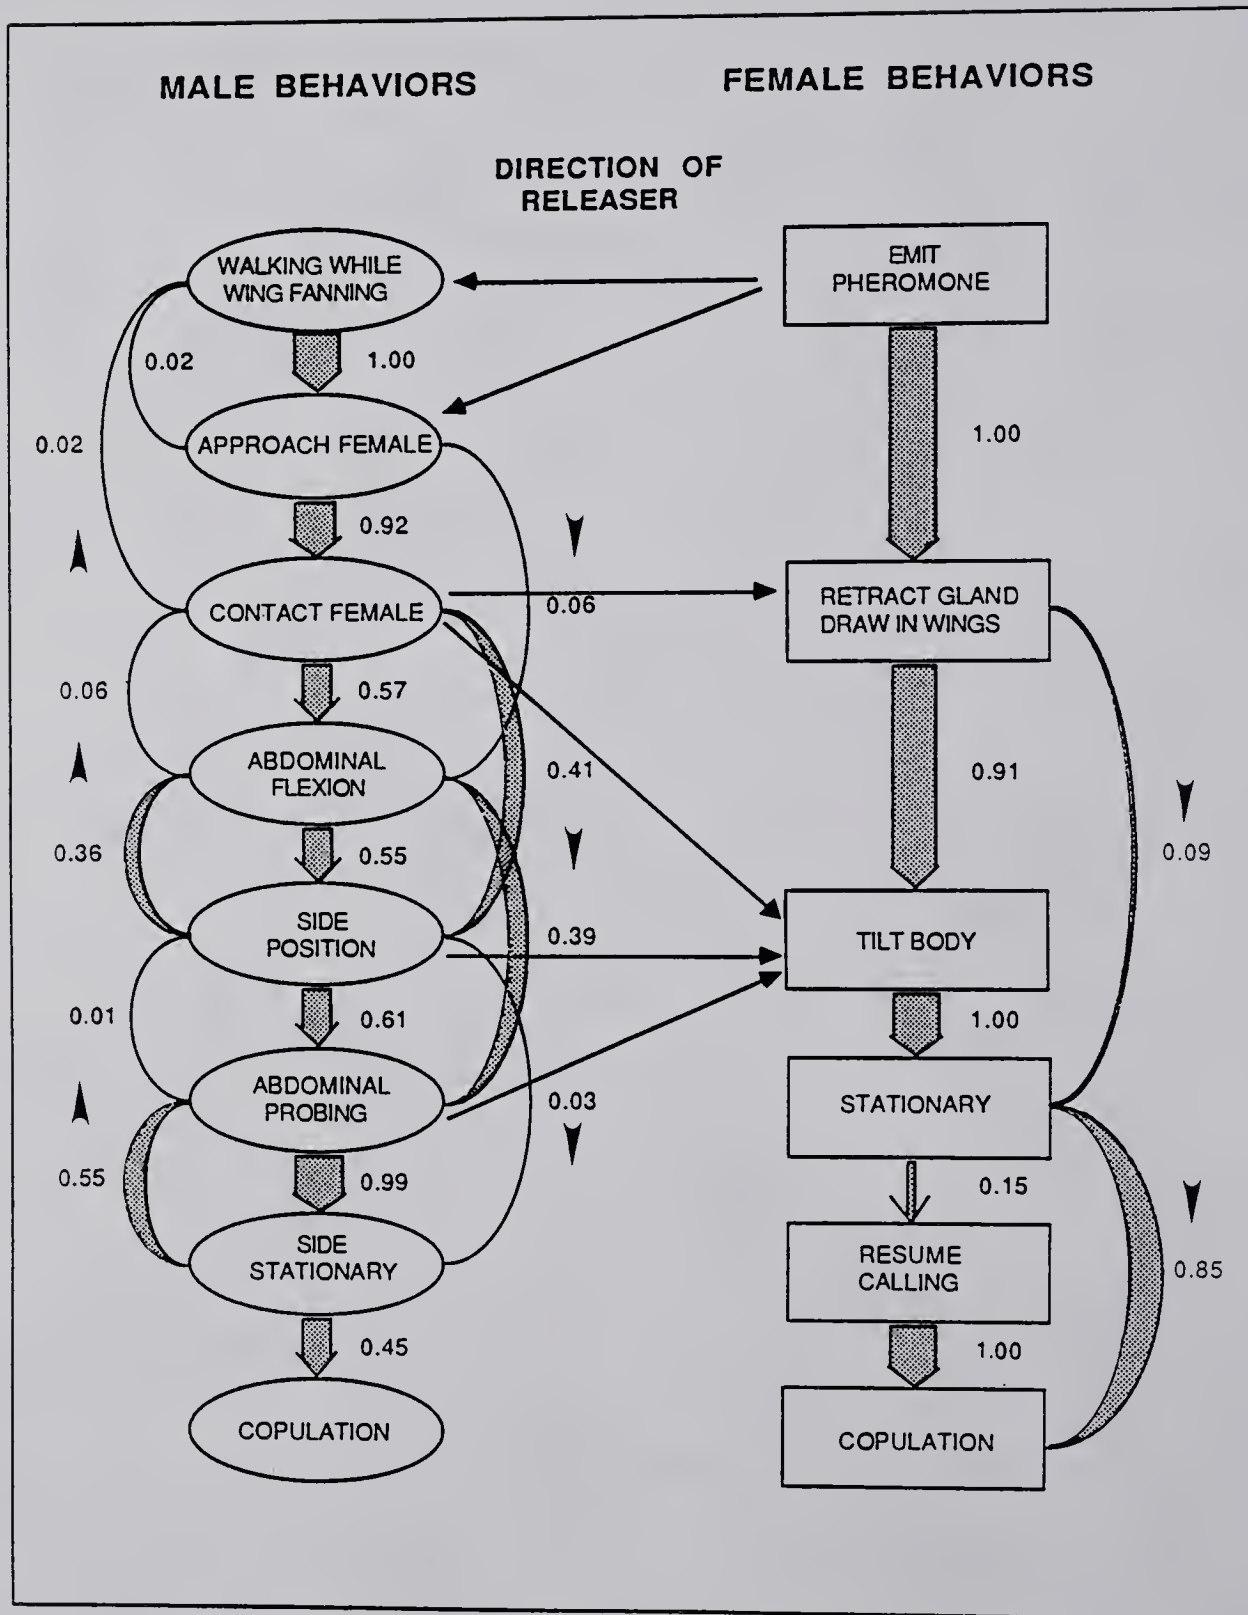 MALE BEHAVIORS
FEMALE BEHAVIORS
DIRECTION OF
RELEASER
WALKING WHILE
WING FANNING
EMIT
PHEROMONE
0.02
1.00
0.02
APPROACH FEMALE
1.00
0.92
CONTACT FEMALE
0.06
RETRACT GLAND
DRAW IN WINGS
0.06
0.57
ABDOMINAL
FLEXION
0.41
0.91
0.36
0.55
0.09
SIDE
POSITION
0.39
TILT BODY
0.01
0.61
1.00
ABDOMINAL
PROBING
0.03
STATIONARY
0.55
0.99
0.15
SIDE
STATIONARY
RESUME
CALLING
0.85
0.45
1.00
COPULATION
COPULATION